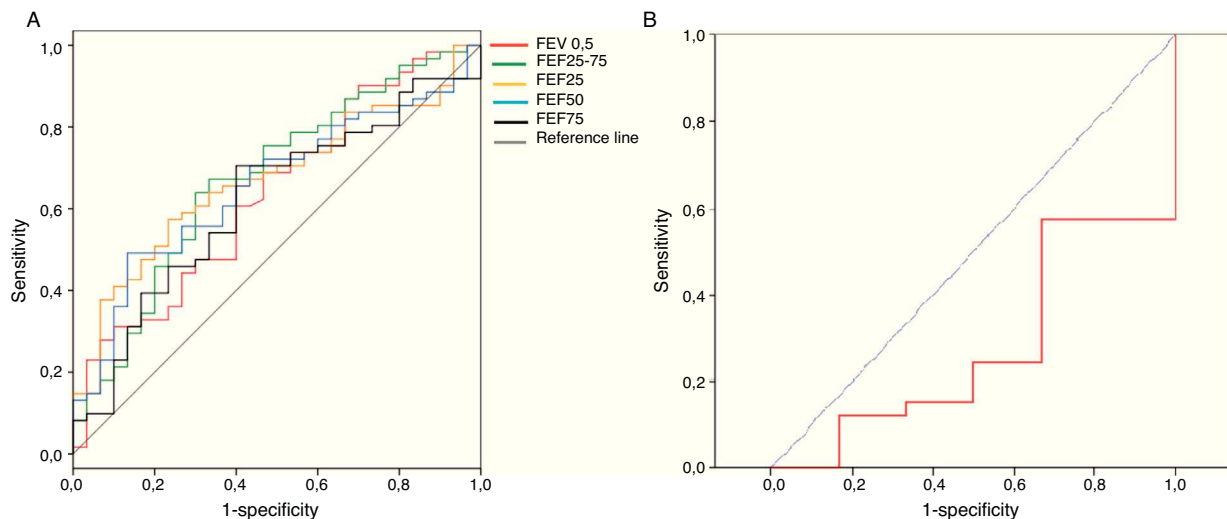 A
1,0
0,8
0,6
0,4
0,2
0,0
Sensitivity
0,0 0,2 0,4 0,6 0,8 1,0
1-specificity
FEV 0,5
FEF25-75
FEF25
FEF50
FEF75
Reference line
B
1,0
0,8
0,6
0,4
0,2
0,0
Sensitivity
0,0 0,2 0,4 0,6 0,8 1,0
1-specificity